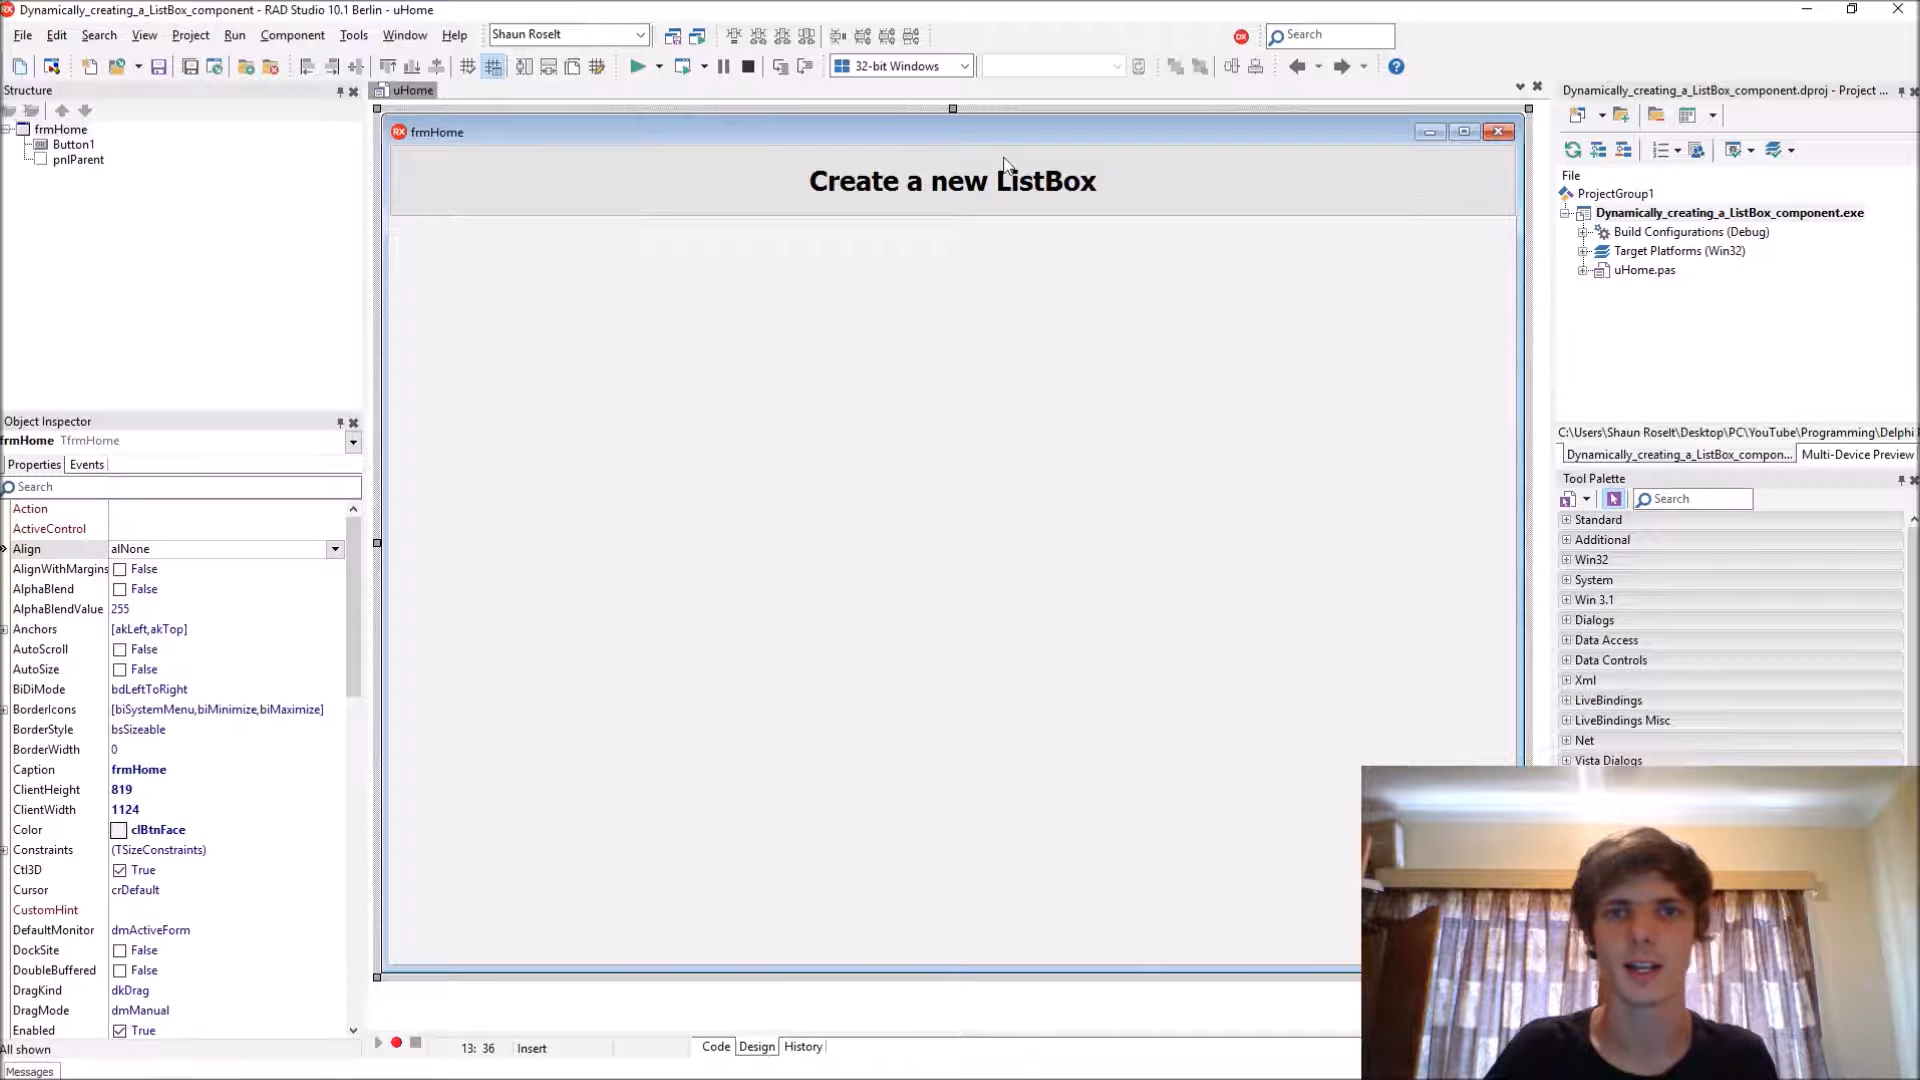 Dynamically_creating_a_ListBox_component - RAD Studio 10.1 Berlin - uHome
File Edit Search View Project Run Component Tools Window Help Shaun Roselt Search
32-bit Windows
Structure
frmHome
Button1
pnlParent
Object Inspector
frmHome TfrmHome
Properties Events
Search
Action
ActiveControl
Align alNone
AlignWithMargins False
AlphaBlend False
AlphaBlendValue 255
Anchors [akLeft,akTop]
AutoScroll False
AutoSize False
BiDiMode bdLeftToRight
BorderIcons [biSystemMenu,biMinimize,biMaximize]
BorderStyle bsSizeable
BorderWidth 0
Caption frmHome
ClientHeight 819
ClientWidth 1124
Color clBtnFace
Constraints (TSizeConstraints)
Ctl3D True
Cursor crDefault
CustomHint
DefaultMonitor dmActiveForm
DockSite False
DoubleBuffered False
DragKind dkDrag
DragMode dmManual
Enabled True
All shown
Messages
uHome
frmHome
Create a new ListBox
13: 36 Insert
Code Design History
Dynamically_creating_a_ListBox_component.dproj - Project ...
File
ProjectGroup1
Dynamically_creating_a_ListBox_component.exe
Build Configurations (Debug)
Target Platforms (Win32)
uHome.pas
C:\Users\Shaun Roselt\Desktop\PC\YouTube\Programming\Delphi
Dynamically_creating_a_ListBox_compon... Multi-Device Preview
Tool Palette
Search
Standard
Additional
Win32
System
Win 3.1
Dialogs
Data Access
Data Controls
Xml
LiveBindings
LiveBindings Misc
Net
Vista Dialogs